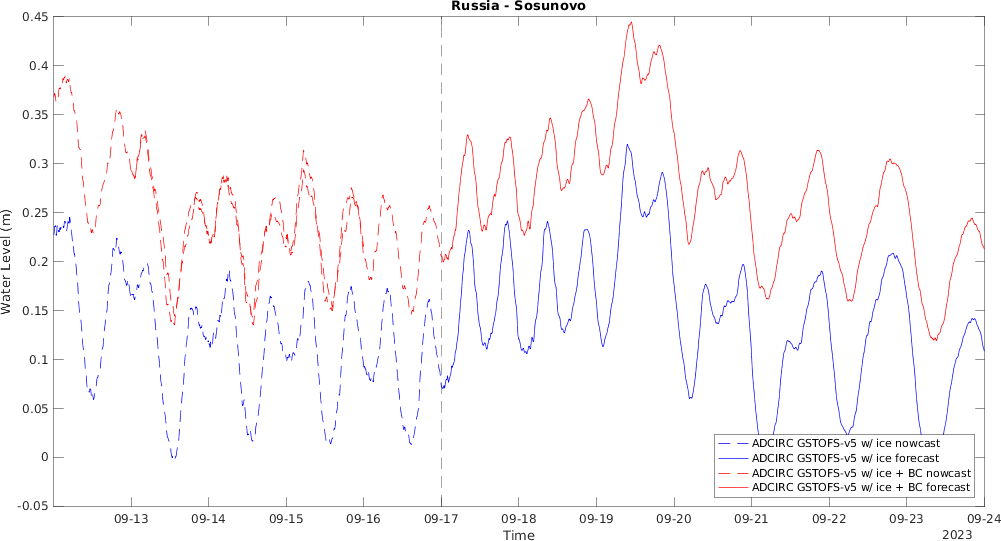 Russia - Sosunovo
0.45
0.4
0.35
0.3
0.25
0.2
0.15
0.1
0.05
0
-0.05
Water Level (m)
ADCIRC GSTOFS-v5 w/ ice nowcast
ADCIRC GSTOFS-v5 w/ ice forecast
ADCIRC GSTOFS-v5 w/ ice + BC nowcast
ADCIRC GSTOFS-v5 w/ ice + BC forecast
09-13 09-14 09-15 09-16 09-17 09-18 09-19 09-20 09-21 09-22 09-23 09-24
Time
2023